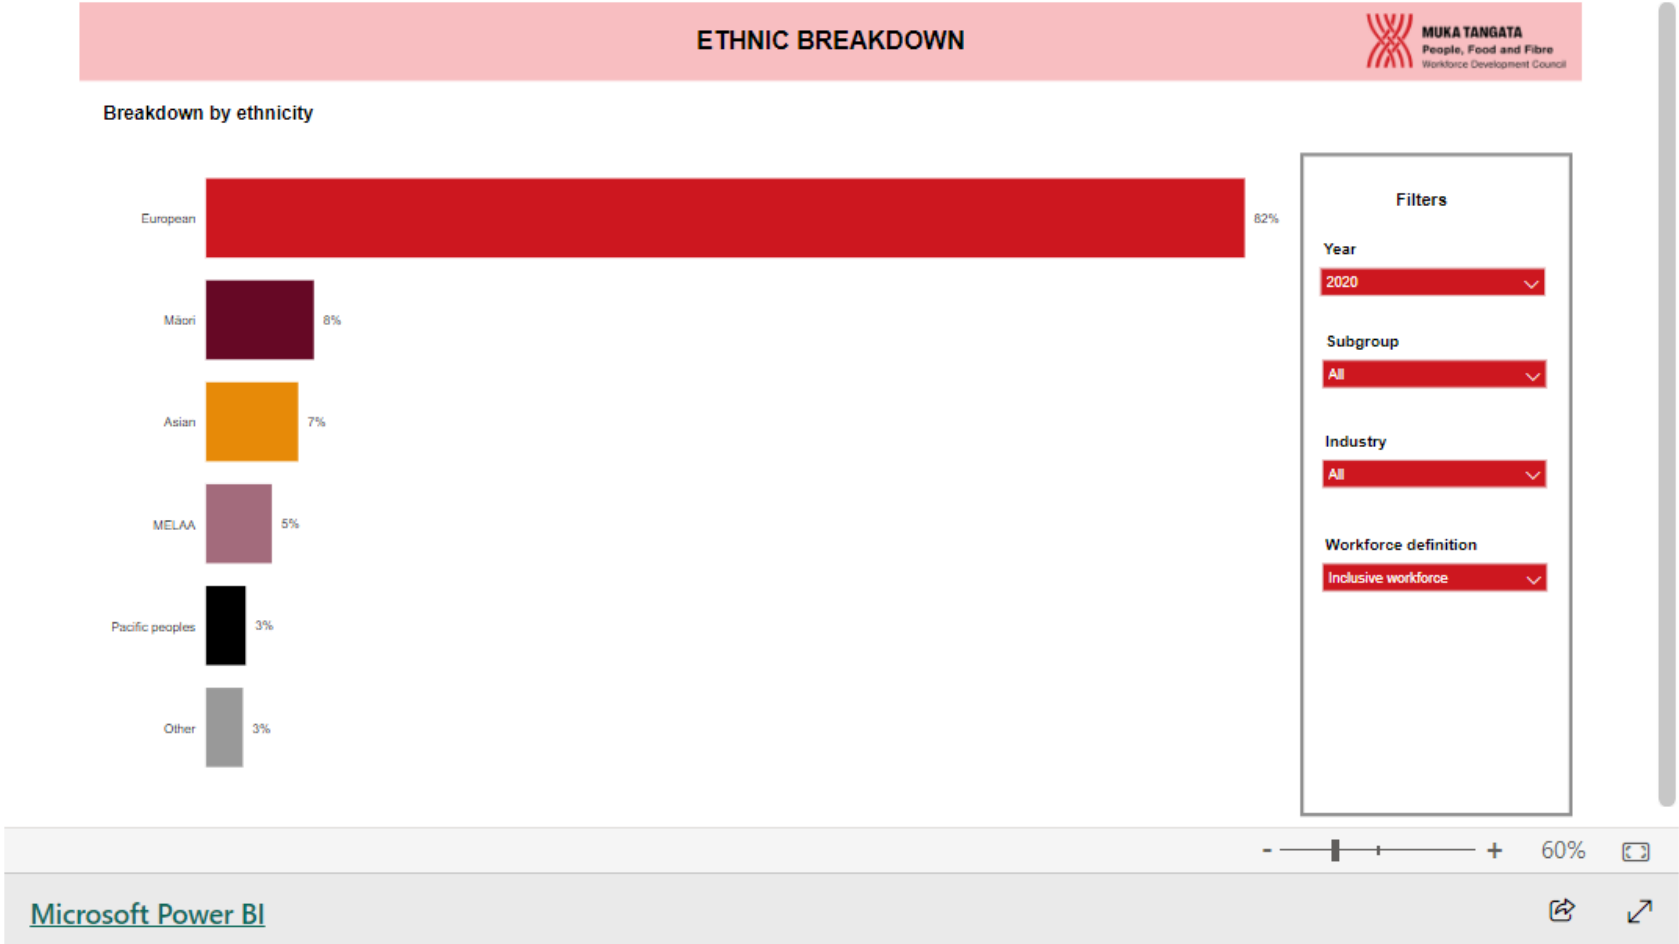 ETHNIC BREAKDOWN
MUKA TANGATA
People, Food and Fibre
Workforce Development Council
Breakdown by ethnicity
European
82%
Māori
8%
Asian
7%
MELAA
5%
Pacific peoples
3%
Other
3%
Filters
Year
2020
Subgroup
All
Industry
All
Workforce definition
Inclusive workforce
- + 60%
Microsoft Power BI